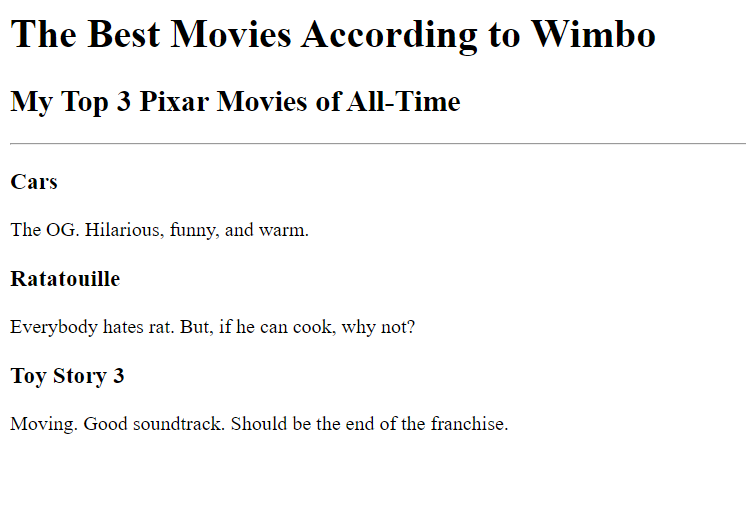 The Best Movies According to Wimbo
My Top 3 Pixar Movies of All-Time
Cars
The OG. Hilarious, funny, and warm.
Ratatouille
Everybody hates rat. But, if he can cook, why not?
Toy Story 3
Moving. Good soundtrack. Should be the end of the franchise.